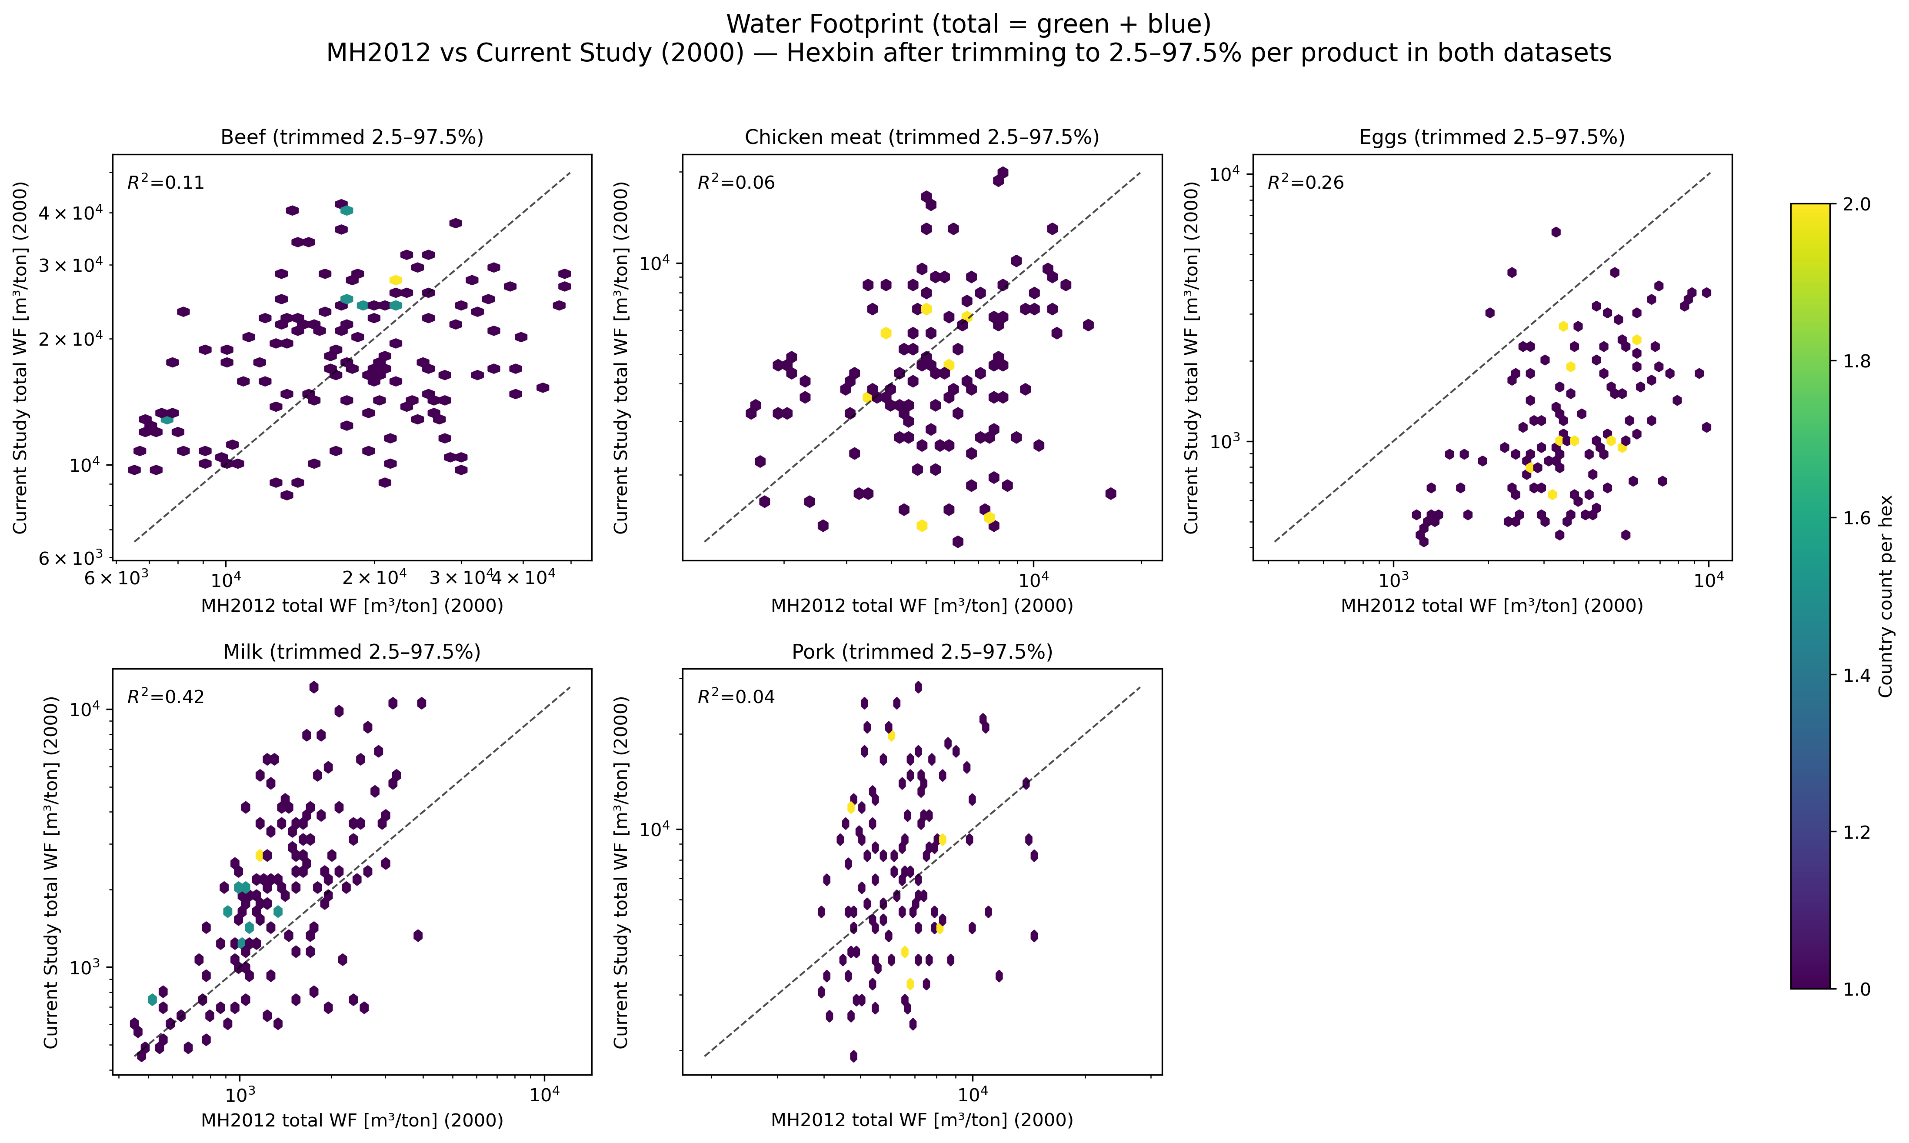 Water Footprint (total = green + blue)
MH2012 vs Current Study (2000) — Hexbin after trimming to 2.5–97.5% per product in both datasets
Beef (trimmed 2.5–97.5%)
R²=0.11
Current Study total WF [m³/ton] (2000)
4 × 10⁴
3 × 10⁴
2 × 10⁴
10⁴
6 × 10³
6 × 10³
10⁴
2 × 10⁴
3 × 10⁴
4 × 10⁴
MH2012 total WF [m³/ton] (2000)
Chicken meat (trimmed 2.5–97.5%)
R²=0.06
Current Study total WF [m³/ton] (2000)
10⁴
10⁴
MH2012 total WF [m³/ton] (2000)
Eggs (trimmed 2.5–97.5%)
R²=0.26
Current Study total WF [m³/ton] (2000)
10⁴
10³
10³
10⁴
MH2012 total WF [m³/ton] (2000)
Milk (trimmed 2.5–97.5%)
R²=0.42
Current Study total WF [m³/ton] (2000)
10⁴
10³
10³
10⁴
MH2012 total WF [m³/ton] (2000)
Pork (trimmed 2.5–97.5%)
R²=0.04
Current Study total WF [m³/ton] (2000)
10⁴
10⁴
MH2012 total WF [m³/ton] (2000)
2.0
1.8
1.6
1.4
1.2
1.0
Country count per hex